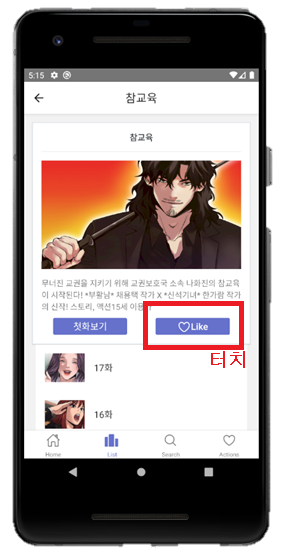 5:15
참교육
참교육
무너진 교권을 지키기 위해 교권보호국 소속 나화진의 참교육
이 시작된다! *부활남* 채용택 작가 X *신석기녀* 한가람 작가
의 신작! 스토리, 액션15세 이용가
첫화보기
Like
터치
17화
16화
Home
List
Search
Actions